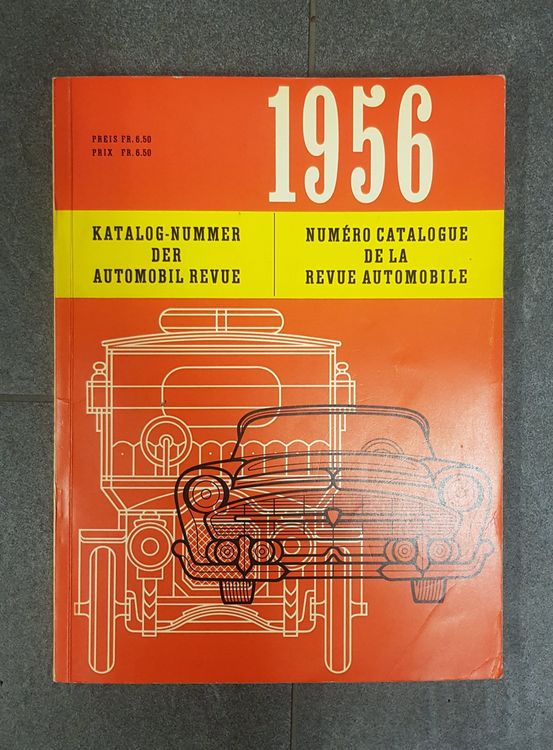 1956
PREIS FR. 6.50
PRIX FR. 6.50
KATALOG-NUMMER
DER
AUTOMOBIL REVUE
NUMÉRO CATALOGUE
DE LA
REVUE AUTOMOBILE